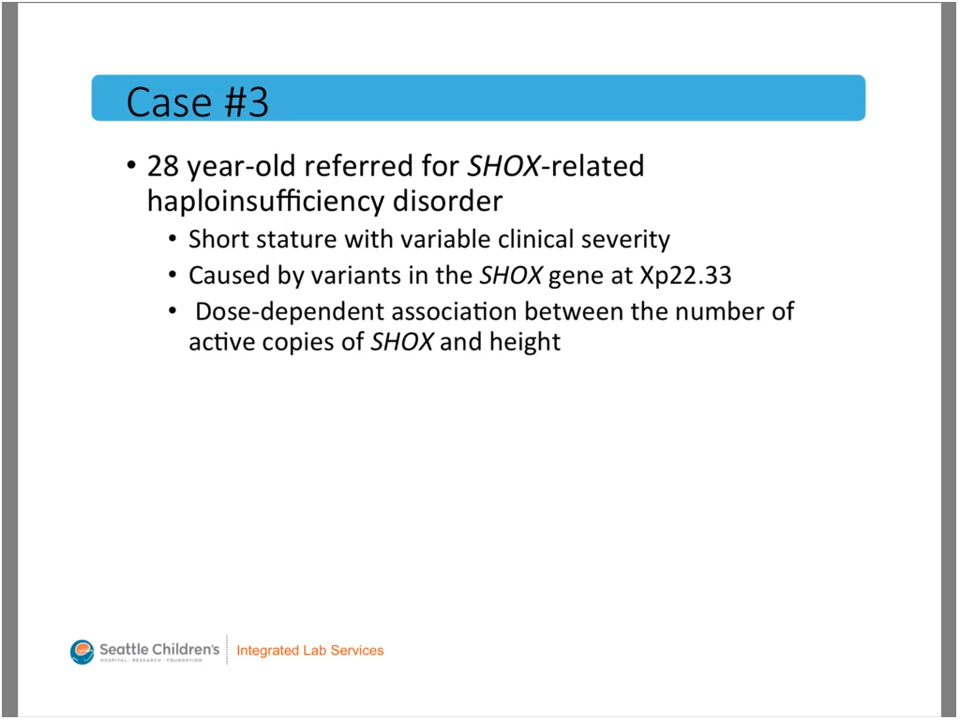 Case #3
• 28 year-old referred for SHOX-related
haploinsufficiency disorder
• Short stature with variable clinical severity
• Caused by variants in the SHOX gene at Xp22.33
• Dose-dependent association between the number of
active copies of SHOX and height
Seattle Children's
HOSPITAL · RESEARCH · FOUNDATION
Integrated Lab Services